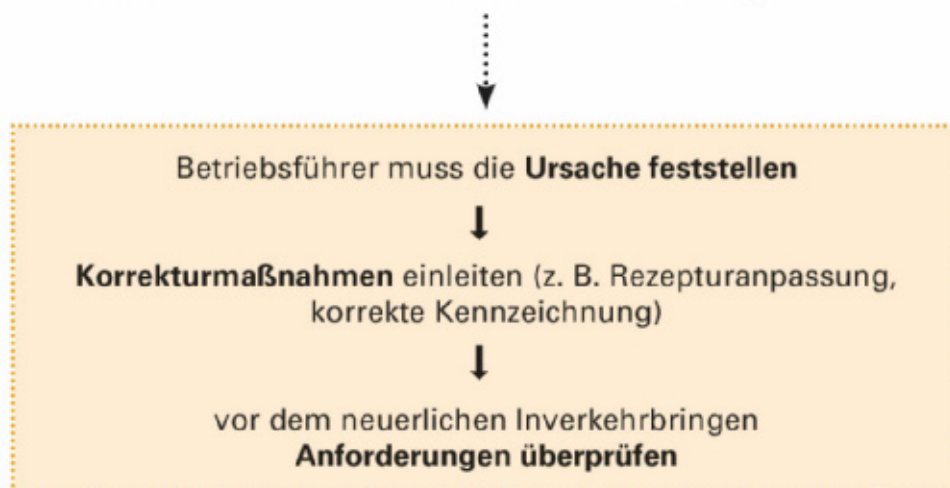 Betriebsführer muss die Ursache feststellen
Korrekturmaßnahmen einleiten (z. B. Rezepturanpassung,
korrekte Kennzeichnung)
vor dem neuerlichen Inverkehrbringen
Anforderungen überprüfen